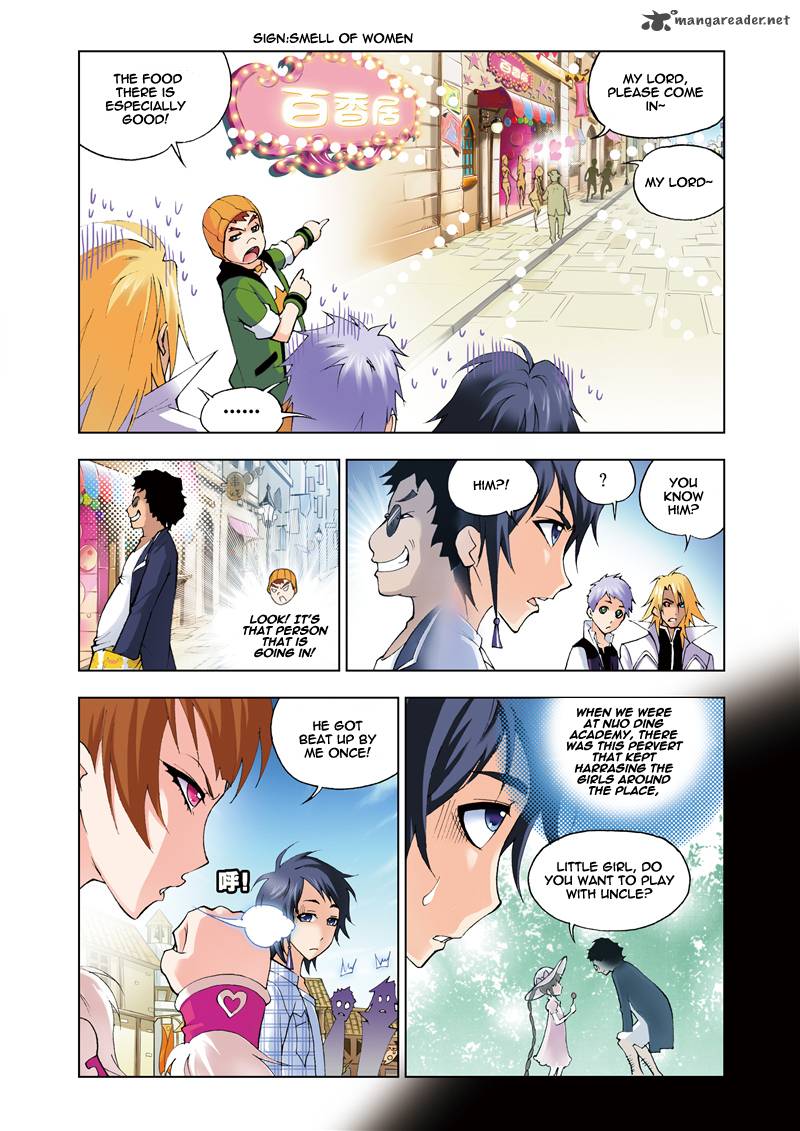 mangareader.net
SIGN:SMELL OF WOMEN
THE FOOD
THERE IS
ESPECIALLY
GOOD!
百香居
百香居
MY LORD,
PLEASE COME
IN~
MY LORD~
......
LOOK! IT'S
THAT PERSON
THAT IS
GOING IN!
HIM?!
?
YOU
KNOW
HIM?
HE GOT
BEAT UP BY
ME ONCE!
呼!
WHEN WE WERE
AT NUO DING
ACADEMY, THERE
WAS THIS PERVERT
THAT KEPT
HARRASING THE
GIRLS AROUND
THE PLACE,
LITTLE GIRL, DO
YOU WANT TO PLAY
WITH UNCLE?